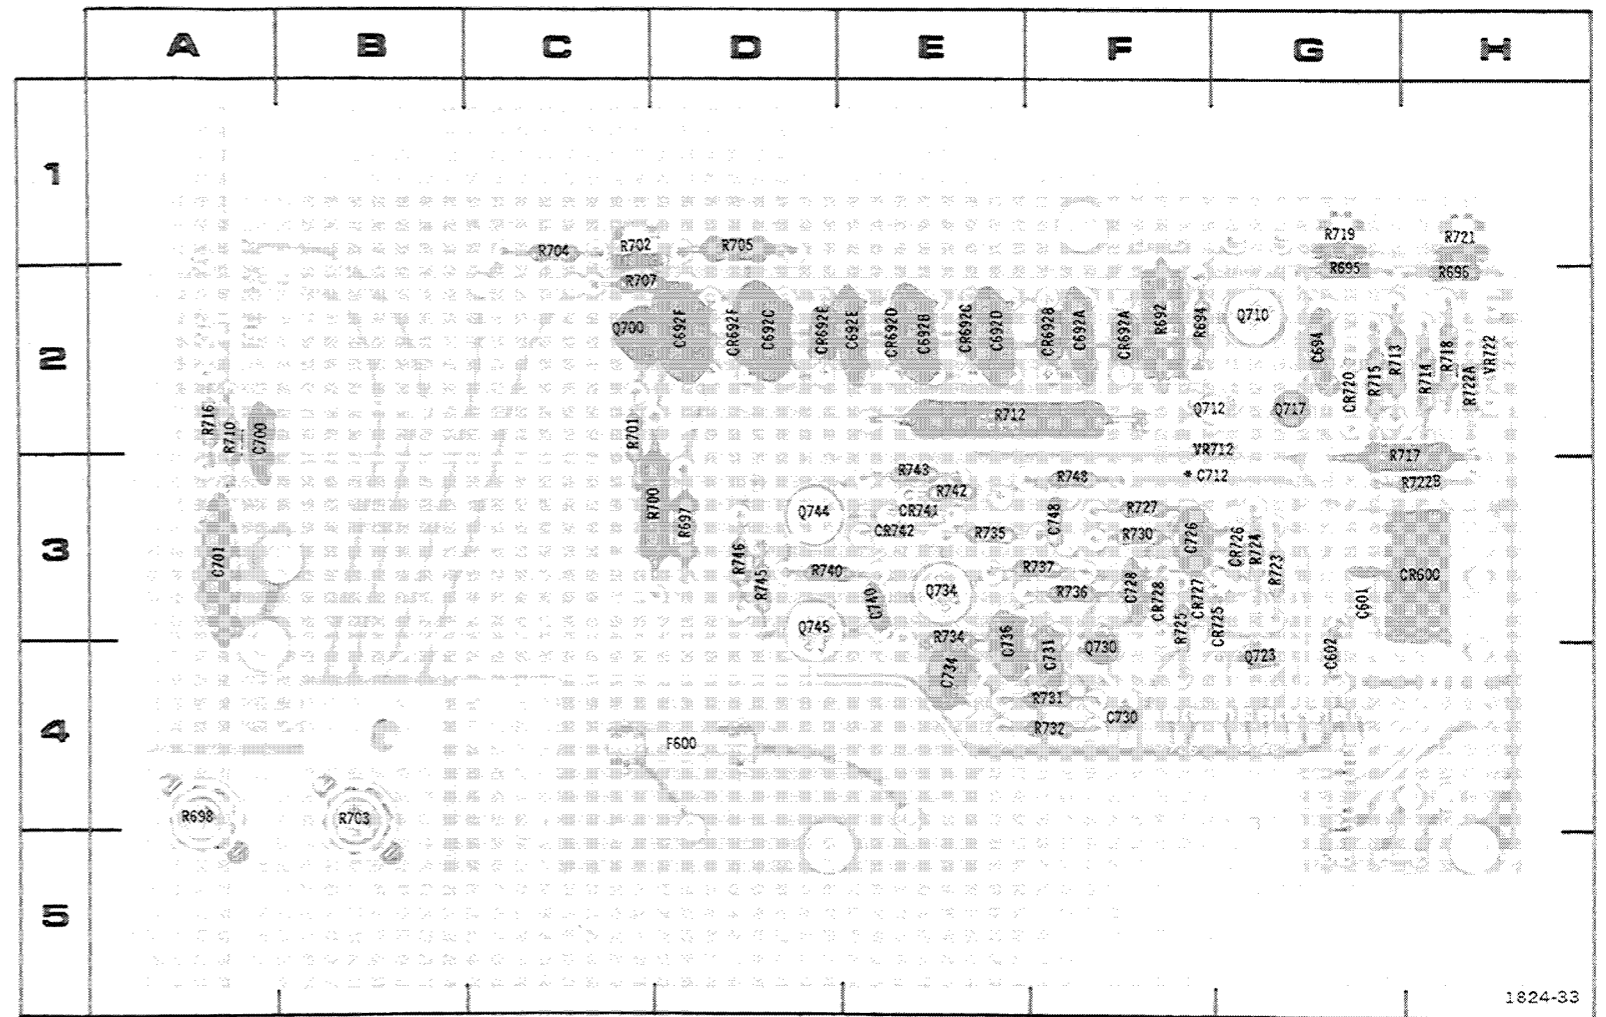 A B C D E F G H
1
R704 R702 R705 R719 R721
R707 R695 R696
2
Q700 C692F CR692F C692C CR692E C692E CR692D C692B CR692C C692D CR692B C692A CR692A R692 R694 Q710 C694 CR720 R715 R713 R714 R718 R722A VR722
R716 R710 C700 R701 R712 Q712 Q717
VR712 R717
R743 R748 * C712 R722B
R700 R697 Q744 R742 CR741 C748 R727
3
C701 CR742 R735 R730 C726 CR726 R724 R723
R746 R745 R740 C740 Q734 R737 R736 C728 CR728 CR727 C601 CR600
Q745 R734 C736 C731 Q730 R725 CR725 Q723 C602
C734 R731
4
F600 R732 C730
R698 R703
5
1824-33